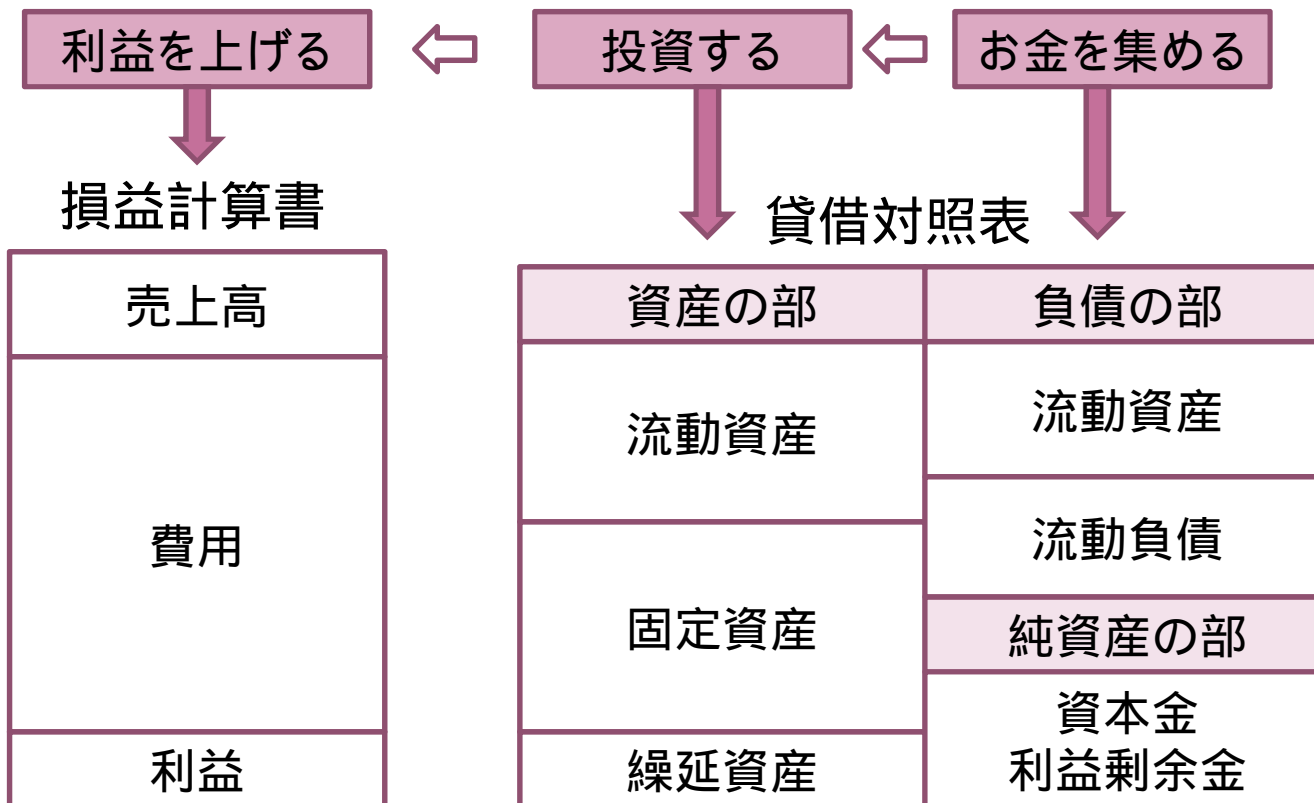 利益を上げる
投資する
お金を集める
損益計算書
売上高
費用
利益
貸借対照表
資産の部
流動資産
固定資産
繰延資産
負債の部
流動資産
流動負債
純資産の部
資本金
利益剰余金